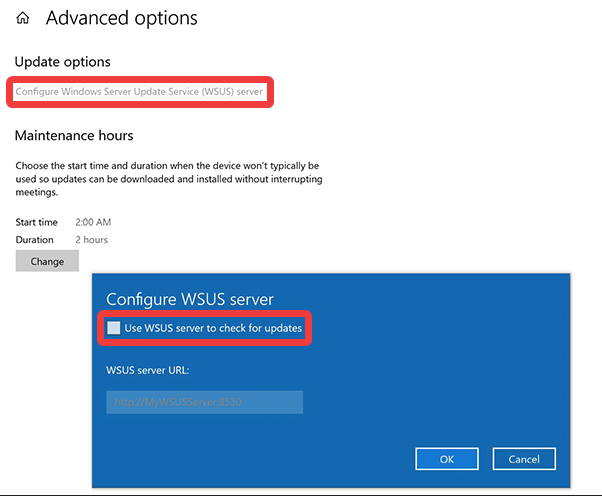 Advanced options
Update options
Configure Windows Server Update Service (WSUS) server
Maintenance hours
Choose the start time and duration when the device won't typically be
used so updates can be downloaded and installed without interrupting
meetings.
Start time 2:00 AM
Duration 2 hours
Change
Configure WSUS server
Use WSUS server to check for updates
WSUS server URL:
http://MyWSUSServer:8530
OK Cancel